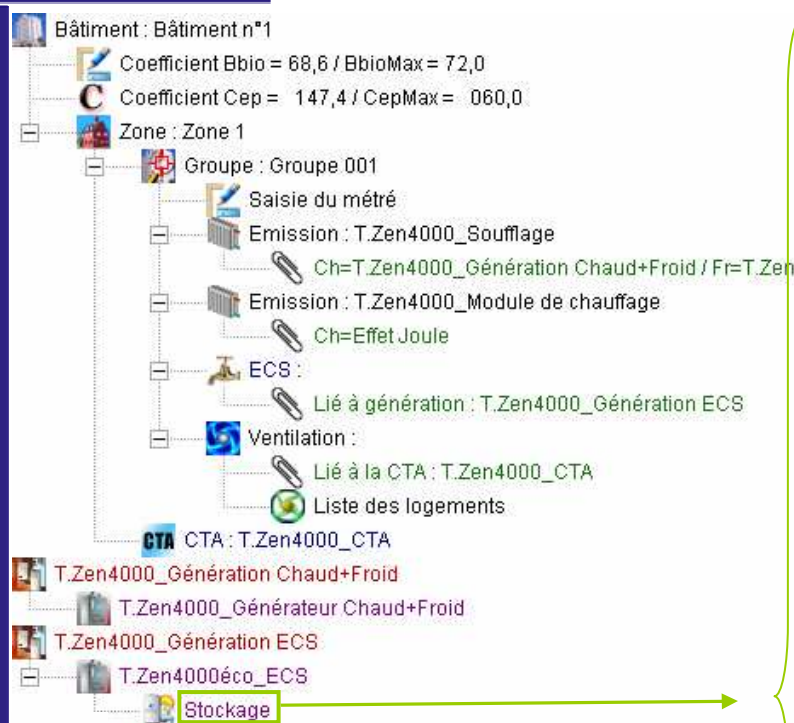 Bâtiment : Bâtiment n°1
Coefficient Bbio = 68,6 / BbioMax = 72,0
C Coefficient Cep = 147,4 / CepMax = 060,0
Zone : Zone 1
Groupe : Groupe 001
Saisie du métré
Emission : T.Zen4000_Soufflage
Ch=T.Zen4000_Génération Chaud+Froid / Fr=T.Zen
Emission : T.Zen4000_Module de chauffage
Ch=Effet Joule
ECS :
Lié à génération : T.Zen4000_Génération ECS
Ventilation :
Lié à la CTA : T.Zen4000_CTA
Liste des logements
CTA CTA : T.Zen4000_CTA
T.Zen4000_Génération Chaud+Froid
T.Zen4000_Générateur Chaud+Froid
T.Zen4000_Génération ECS
T.Zen4000éco_ECS
Stockage